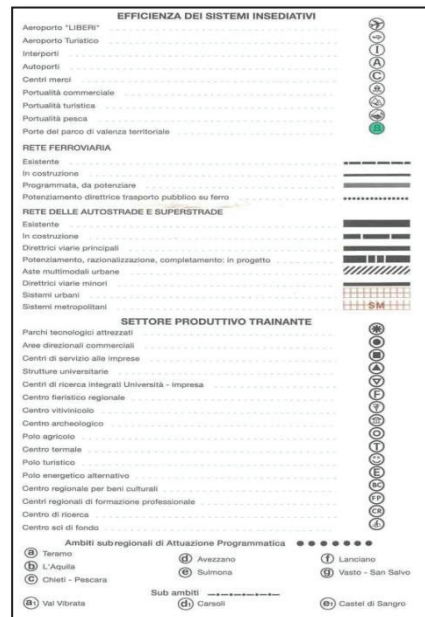 EFFICIENZA DEI SISTEMI INSEDIATIVI
Aeroporto "LIBERI"
Aeroporto Turistico
Interporti I
Autoporti A
Centri merci C
Portualità commerciale
Portualità turistica
Portualità pesca
Porte del parco di valenza territoriale
RETE FERROVIARIA
Esistente
In costruzione
Programmata, da potenziare
Potenziamento direttrice trasporto pubblico su ferro
RETE DELLE AUTOSTRADE E SUPERSTRADE
Esistente
In costruzione
Direttrici viarie principali
Potenziamento, razionalizzazione, completamento: in progetto
Aste multimodali urbane
Direttrici viarie minori
Sistemi urbani
Sistemi metropolitani SM
SETTORE PRODUTTIVO TRAINANTE
Parchi tecnologici attrezzati
Aree direzionali commerciali
Centri di servizio alle imprese
Strutture universitarie
Centri di ricerca integrati Università - impresa
Centro fieristico regionale F
Centro vitivinicolo
Centro archeologico
Polo agricolo
Centro termale T
Polo turistico
Polo energetico alternativo E
Centro regionale per beni culturali BC
Centri regionali di formazione professionale FP
Centro di ricerca CR
Centro sci di fondo
Ambiti subregionali di Attuazione Programmatica
a Teramo
d Avezzano
f Lanciano
b L'Aquila
e Sulmona
g Vasto - San Salvo
c Chieti - Pescara
Sub ambiti
a1 Val Vibrata
d1 Carsoli
e1 Castel di Sangro